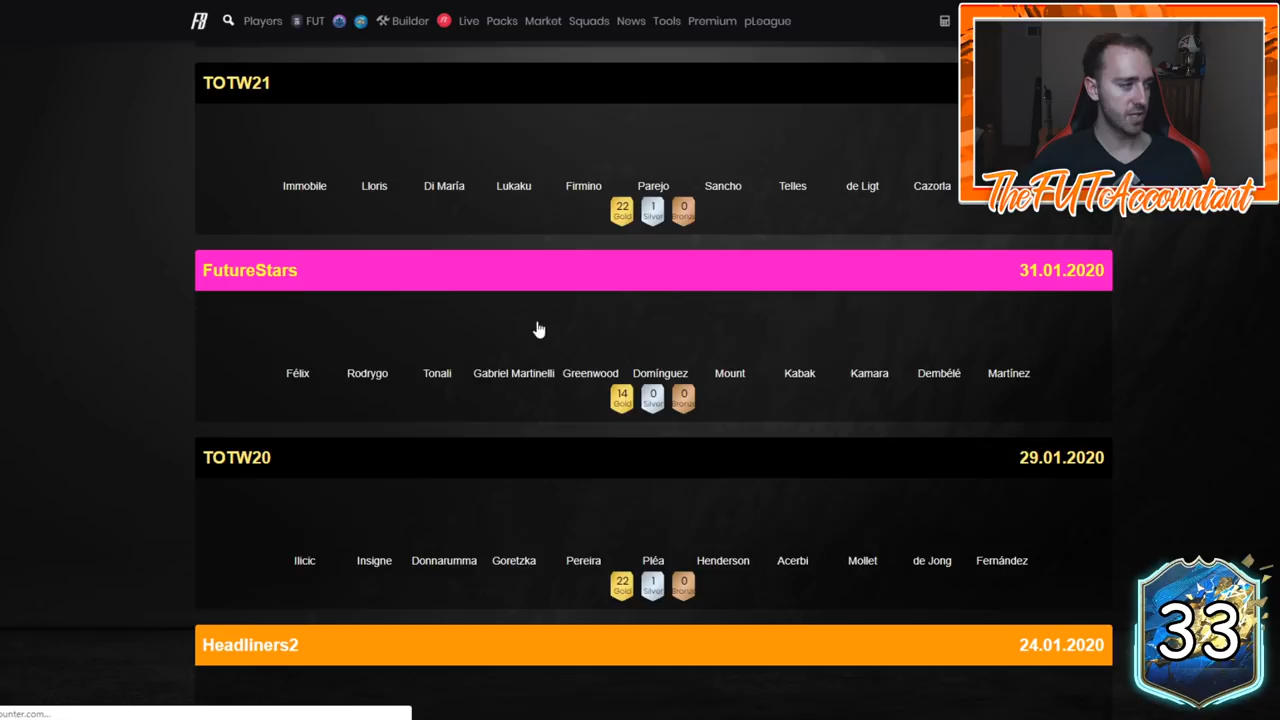 FB Players FUT Builder Live Packs Market Squads News Tools Premium pLeague
TOTW21
Immobile Lloris Di María Lukaku Firmino Parejo Sancho Telles de Ligt Cazorla
22 1 0
Gold Silver Bronze
TheFUTAccountant
FutureStars 31.01.2020
Félix Rodrygo Tonali Gabriel Martinelli Greenwood Domínguez Mount Kabak Kamara Dembélé Martínez
14 0 0
Gold Silver Bronze
TOTW20 29.01.2020
Ilicic Insigne Donnarumma Goretzka Pereira Pléa Henderson Acerbi Mollet de Jong Fernández
22 1 0
Gold Silver Bronze
33
Headliners2 24.01.2020
ounter.com...